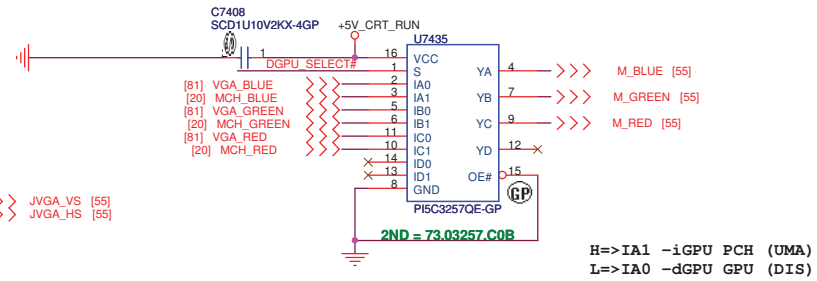 C7408
SCD1U10V2KX-4GP
+5V_CRT_RUN
U7435
1
16
VCC
DGPU_SELECT#
1
S
YA
4
M_BLUE [55]
[81] VGA_BLUE
2
IA0
[20] MCH_BLUE
3
IA1
YB
7
M_GREEN [55]
[81] VGA_GREEN
5
IB0
[20] MCH_GREEN
6
IB1
YC
9
M_RED [55]
[81] VGA_RED
11
IC0
[20] MCH_RED
10
IC1
YD
12
14
ID0
13
ID1
OE#
15
8
GND
GP
PI5C3257QE-GP
JVGA_VS [55]
JVGA_HS [55]
2ND = 73.03257.C0B
H=>IA1 -iGPU PCH (UMA)
L=>IA0 -dGPU GPU (DIS)